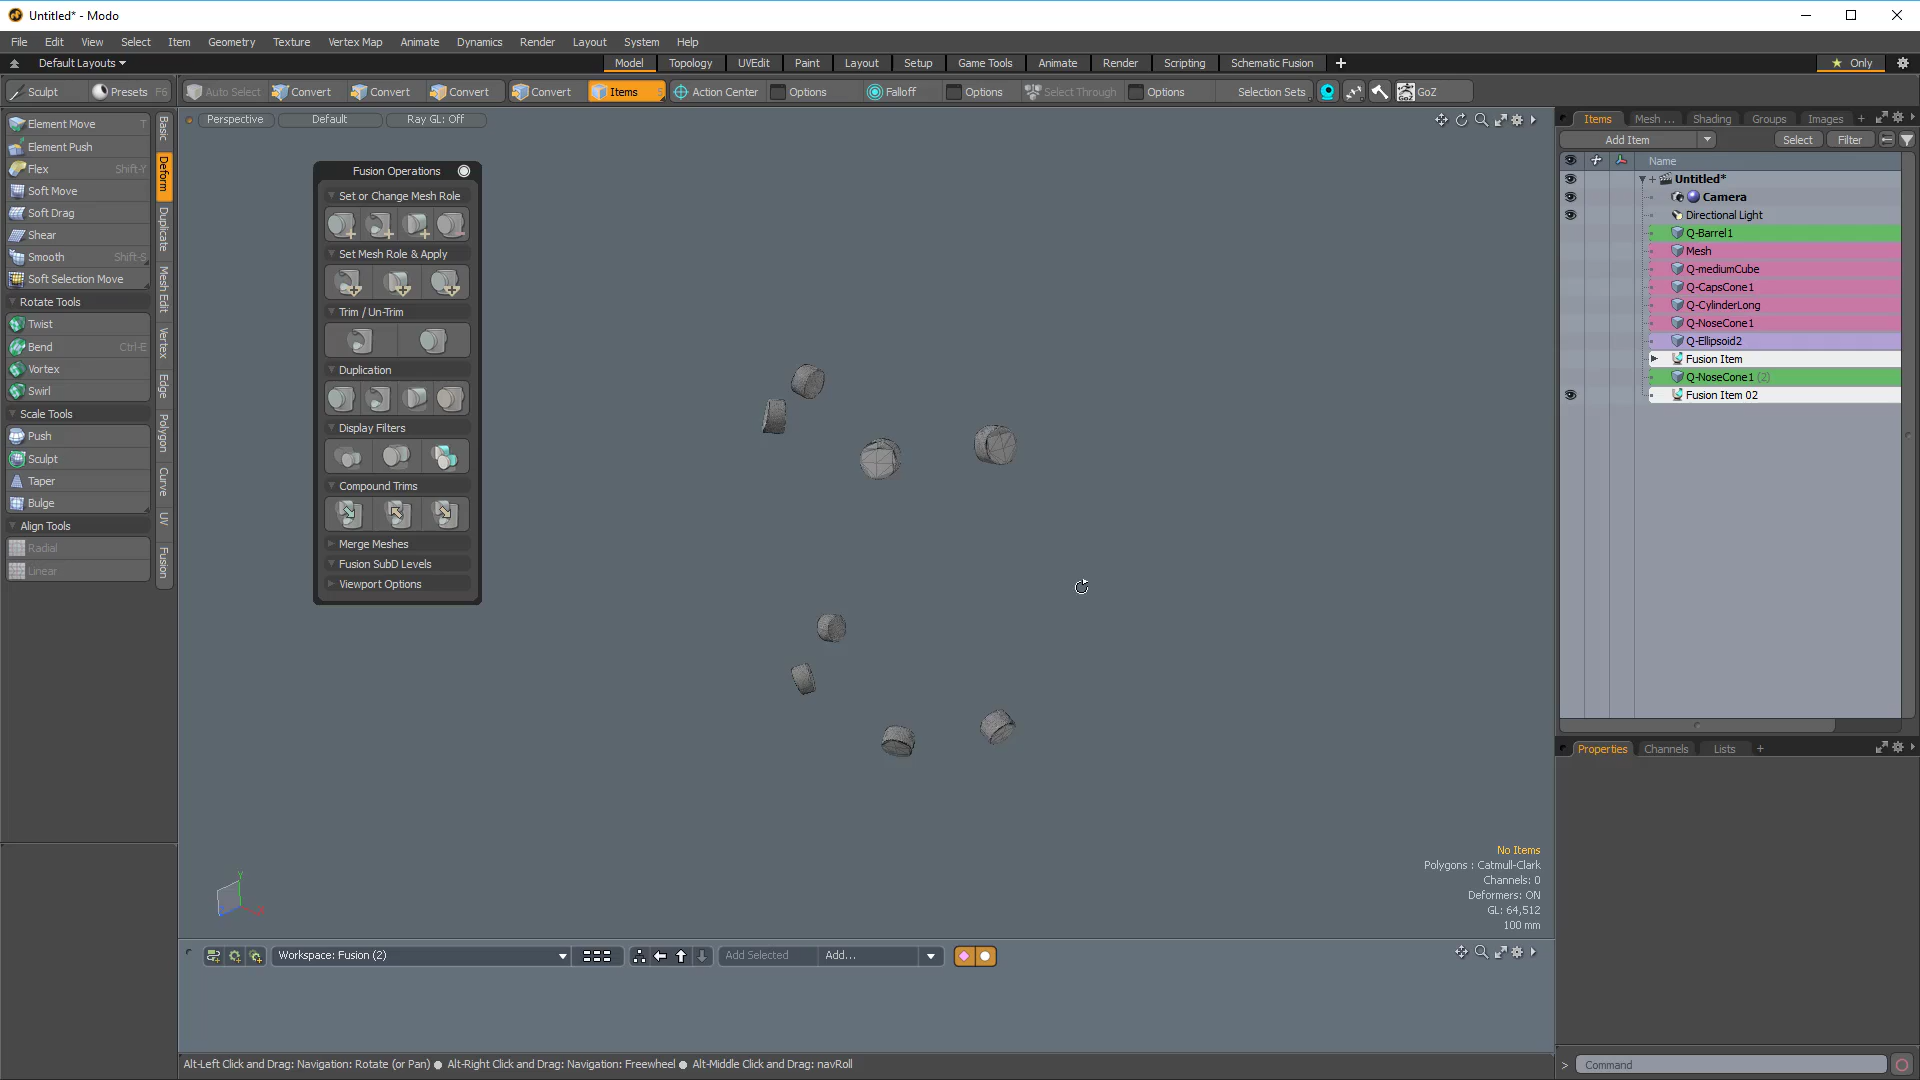 Untitled* - Modo
File Edit View Select Item Geometry Texture Vertex Map Animate Dynamics Render Layout System Help
Default Layouts Model Topology UVEdit Paint Layout Setup Game Tools Animate Render Scripting Schematic Fusion + Only
Sculpt Presets F6 Auto Select Convert Convert Convert Convert Items 5 Action Center Options Falloff Options Select Through Options Selection Sets GoZ
Element Move T
Element Push
Flex Shift-Y
Soft Move
Soft Drag
Shear
Smooth Shift-S
Soft Selection Move
Rotate Tools
Twist
Bend Ctrl-E
Vortex
Swirl
Scale Tools
Push
Sculpt
Taper
Bulge
Align Tools
Radial
Linear
Basic
Deform
Duplicate
Mesh Edit
Vertex
Edge
Polygon
Curve
UV
Fusion
Perspective Default Ray GL: Off
Fusion Operations
Set or Change Mesh Role
Set Mesh Role & Apply
Trim / Un-Trim
Duplication
Display Filters
Compound Trims
Merge Meshes
Fusion SubD Levels
Viewport Options
No Items
Polygons : Catmull-Clark
Channels: 0
Deformers: ON
GL: 64,512
100 mm
Workspace: Fusion (2) Add Selected Add...
Alt-Left Click and Drag: Navigation: Rotate (or Pan) ● Alt-Right Click and Drag: Navigation: Freewheel ● Alt-Middle Click and Drag: navRoll
Items Mesh ... Shading Groups Images +
Add Item Select Filter
Name
Untitled*
Camera
Directional Light
Q-Barrel1
Mesh
Q-mediumCube
Q-CapsCone1
Q-CylinderLong
Q-NoseCone1
Q-Ellipsoid2
Fusion Item
Q-NoseCone1 (2)
Fusion Item 02
Properties Channels Lists +
> Command